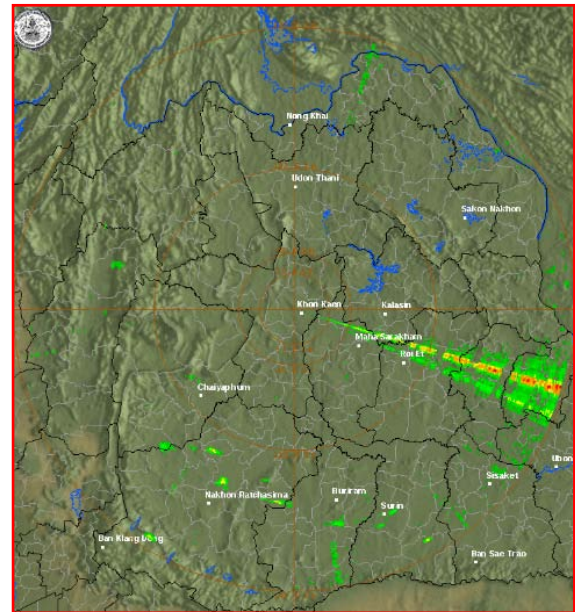 Nong Khai
Udon Thani
Sakon Nakhon
Khon Kaen
Kalasin
Maha Sarakham
Roi Et
Chaiyaphum
Ubon
Sisaket
Nakhon Ratchasima
Buriram
Surin
Ban Klang Dong
Ban Sae Trao